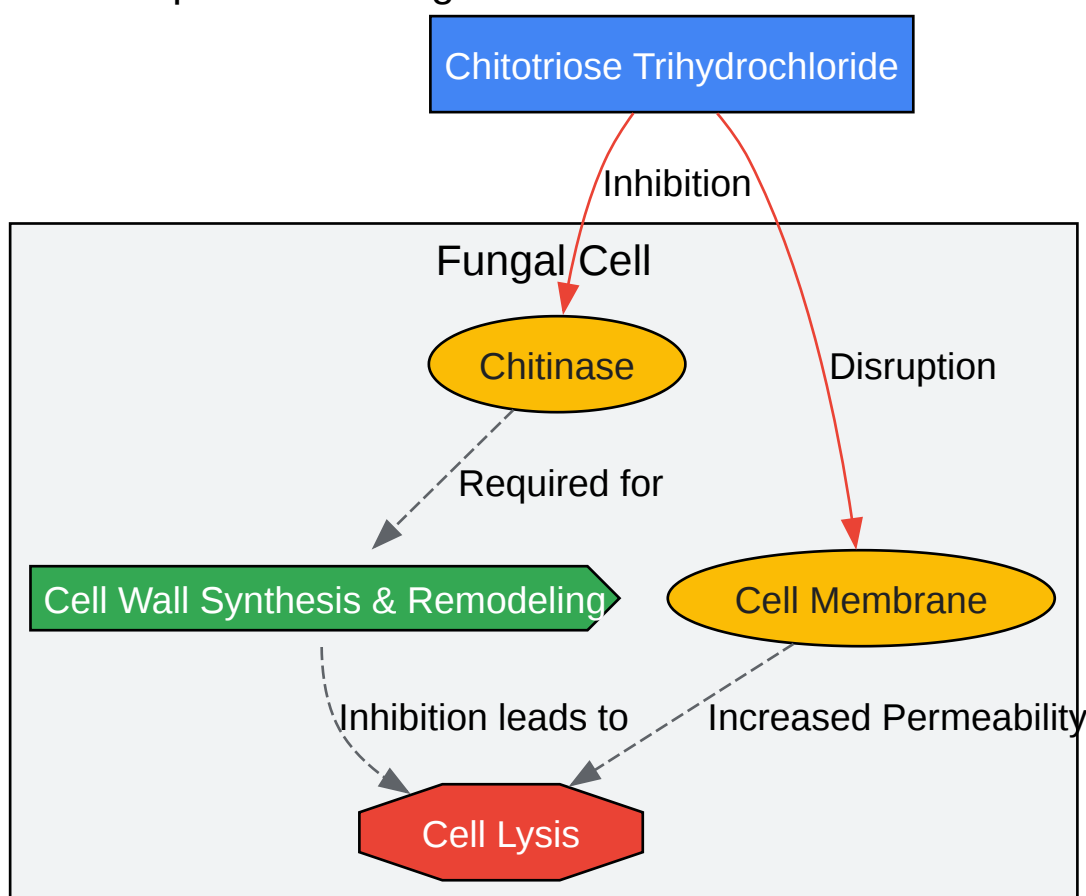 Chitotriose Trihydrochloride
Inhibition
Fungal Cell
Chitinase
Disruption
Required for
Cell Wall Synthesis & Remodeling
Cell Membrane
Inhibition leads to
Increased Permeability
Cell Lysis